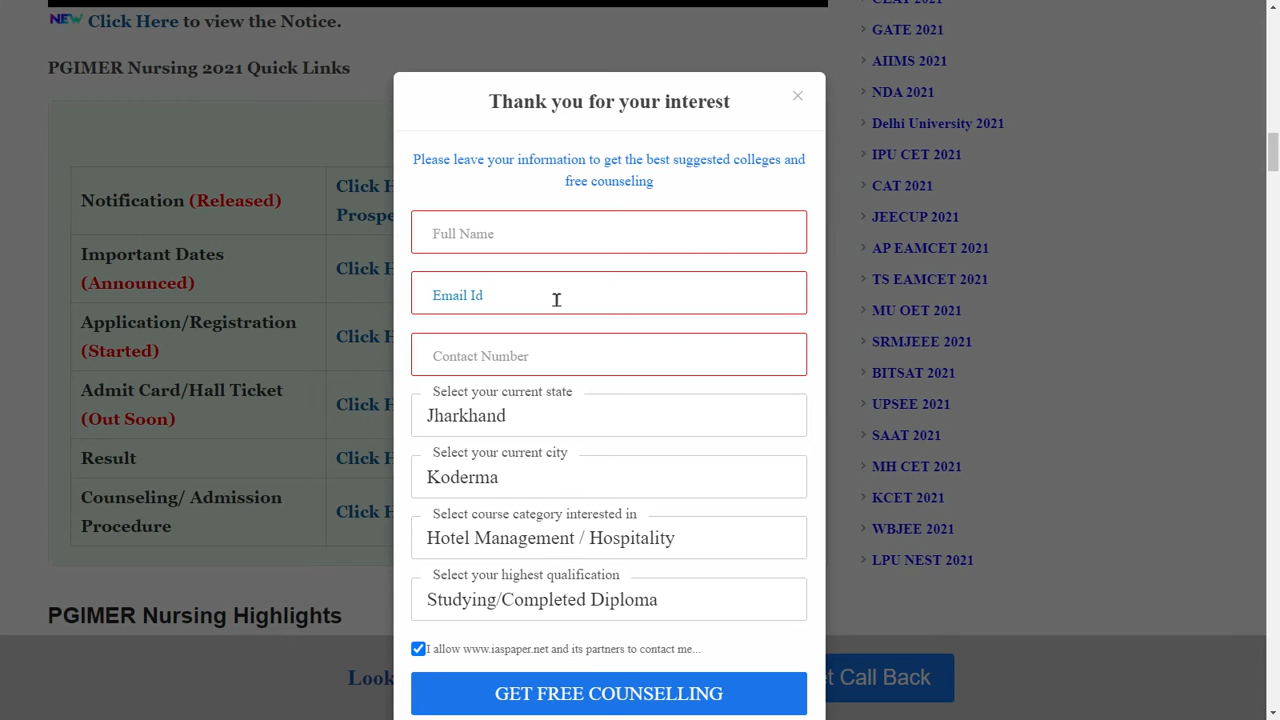 CLAT 2021
NEW Click Here to view the Notice.
GATE 2021
PGIMER Nursing 2021 Quick Links
AIIMS 2021
NDA 2021
Delhi University 2021
IPU CET 2021
CAT 2021
JEECUP 2021
AP EAMCET 2021
TS EAMCET 2021
MU OET 2021
SRMJEEE 2021
BITSAT 2021
UPSEE 2021
SAAT 2021
MH CET 2021
KCET 2021
WBJEE 2021
LPU NEST 2021
Notification (Released)
Click H
Prospe
Important Dates
(Announced)
Click H
Application/Registration
(Started)
Click H
Admit Card/Hall Ticket
(Out Soon)
Click H
Result
Click H
Counseling/ Admission
Procedure
Click H
PGIMER Nursing Highlights
Look
t Call Back
Thank you for your interest
×
Please leave your information to get the best suggested colleges and
free counseling
Full Name
Email Id
Contact Number
Select your current state
Jharkhand
Select your current city
Koderma
Select course category interested in
Hotel Management / Hospitality
Select your highest qualification
Studying/Completed Diploma
I allow www.iaspaper.net and its partners to contact me...
GET FREE COUNSELLING